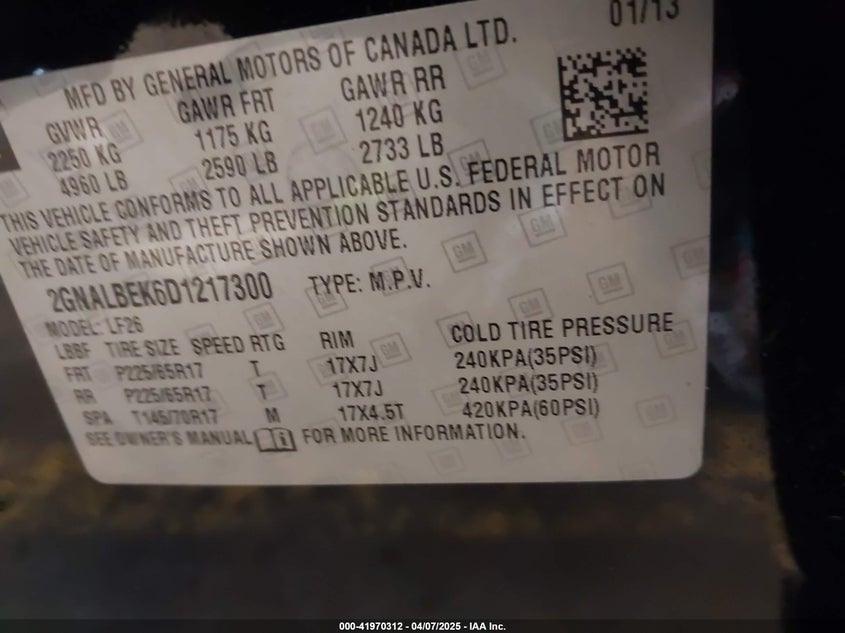 01/13
MFD BY GENERAL MOTORS OF CANADA LTD.
GVWR GAWR FRT GAWR RR
2250 KG 1175 KG 1240 KG
4960 LB 2590 LB 2733 LB
THIS VEHICLE CONFORMS TO ALL APPLICABLE U.S. FEDERAL MOTOR
VEHICLE SAFETY AND THEFT PREVENTION STANDARDS IN EFFECT ON
THE DATE OF MANUFACTURE SHOWN ABOVE.
2GNALBEK6D1217300 TYPE: M.P.V.
MODEL: LF26
LBBF TIRE SIZE SPEED RTG RIM COLD TIRE PRESSURE
FRT P225/65R17 T 17X7J 240KPA(35PSI)
RR P225/65R17 T 17X7J 240KPA(35PSI)
SPA T145/70R17 M 17X4.5T 420KPA(60PSI)
SEE OWNER'S MANUAL FOR MORE INFORMATION.
000-41970312 - 04/07/2025 - IAA Inc.